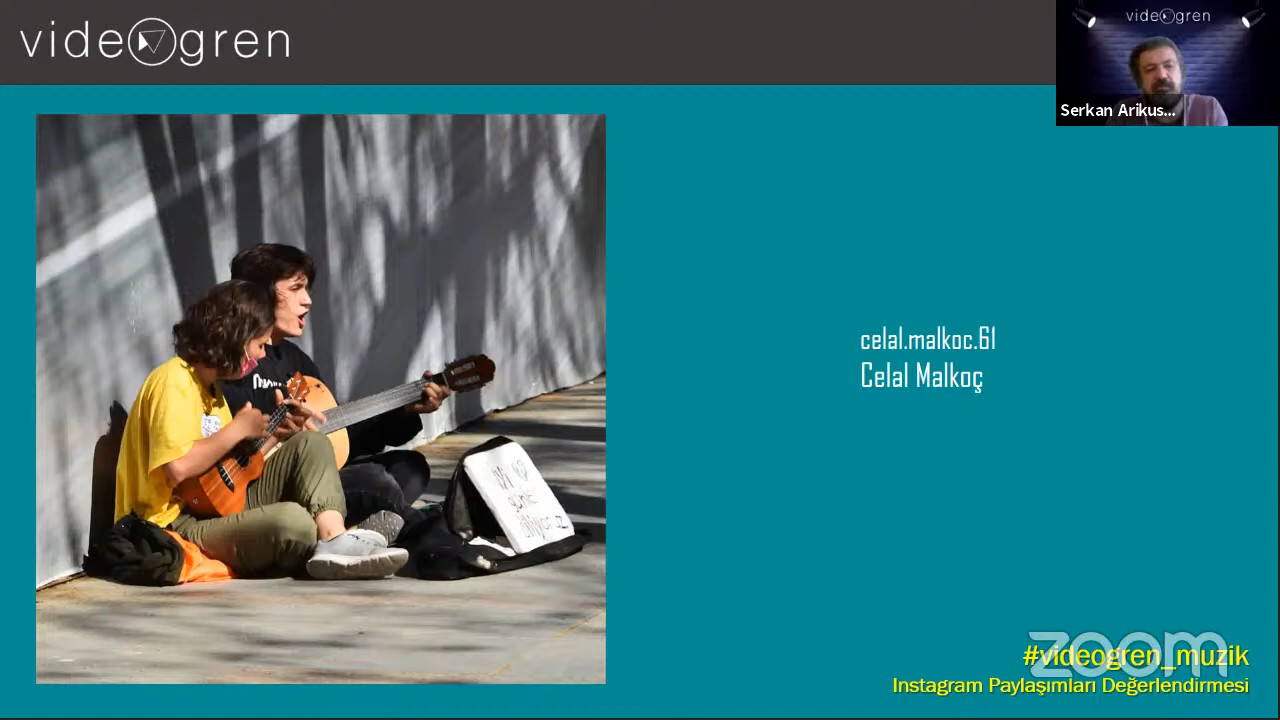 videogren
videogren
Serkan Arikus...
celal.malkoc.61
Celal Malkoç
zoom
#videogren_muzik
Instagram Paylaşımları Değerlendirmesi